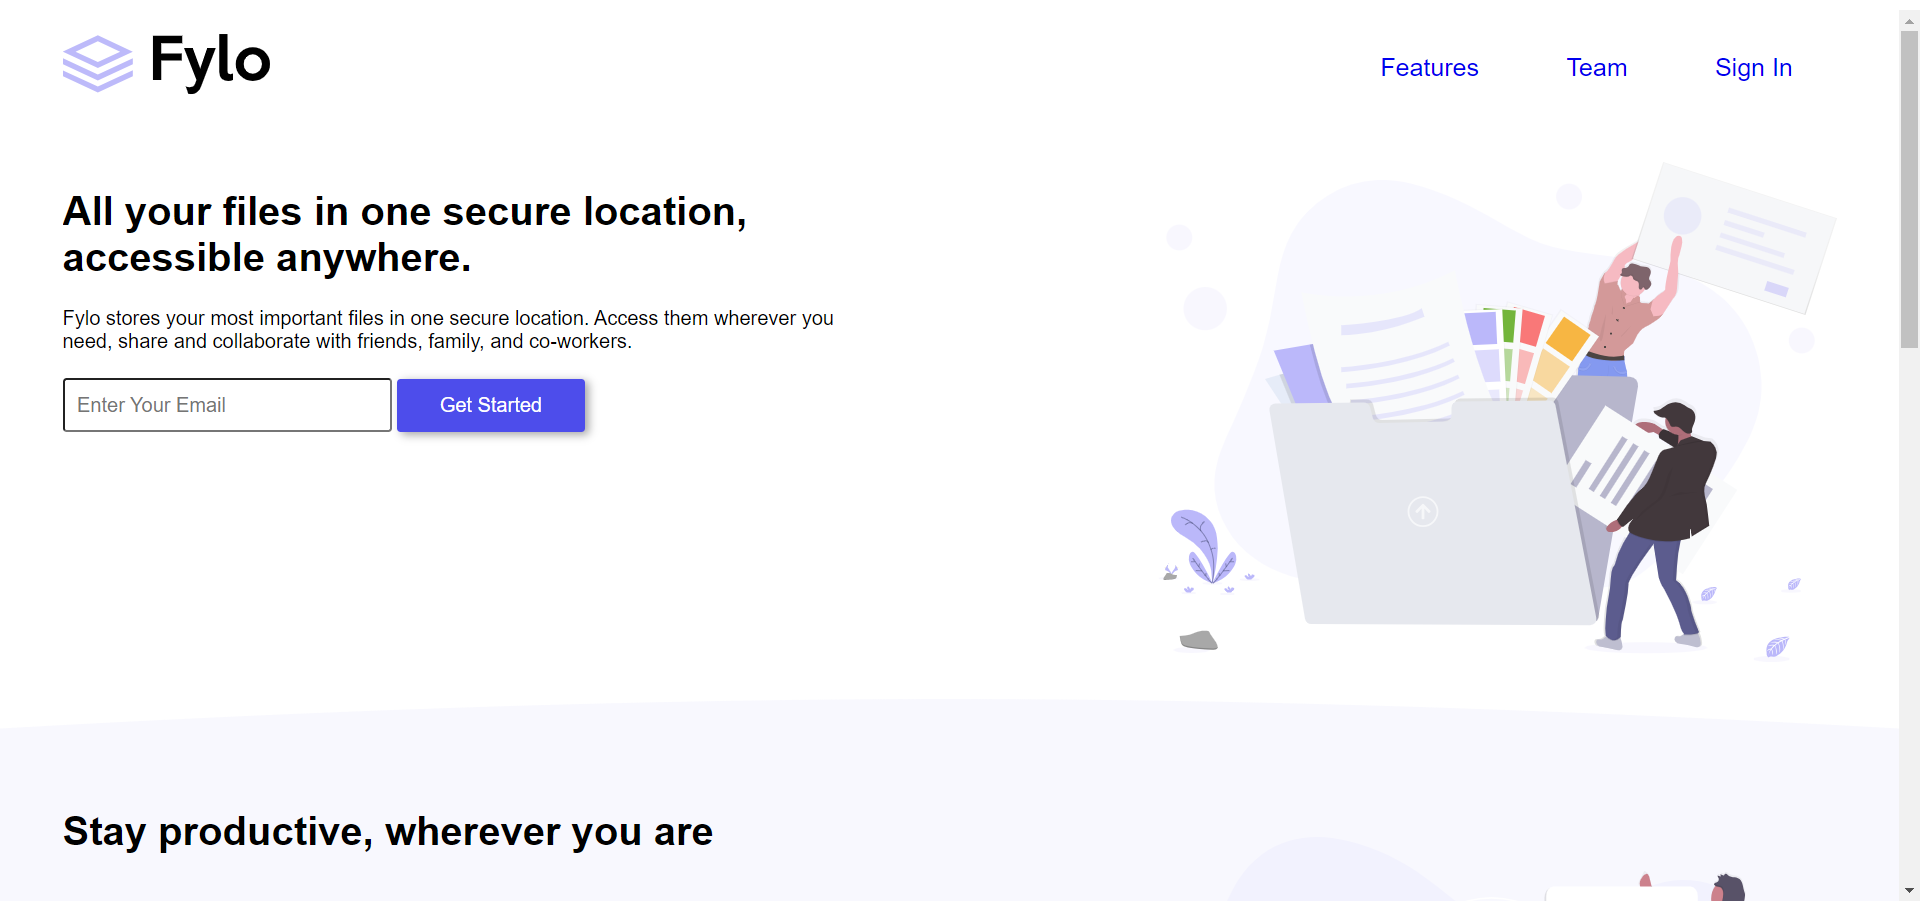 Fylo
Features
Team
Sign In
All your files in one secure location,
accessible anywhere.
Fylo stores your most important files in one secure location. Access them wherever you
need, share and collaborate with friends, family, and co-workers.
Enter Your Email
Get Started
Stay productive, wherever you are